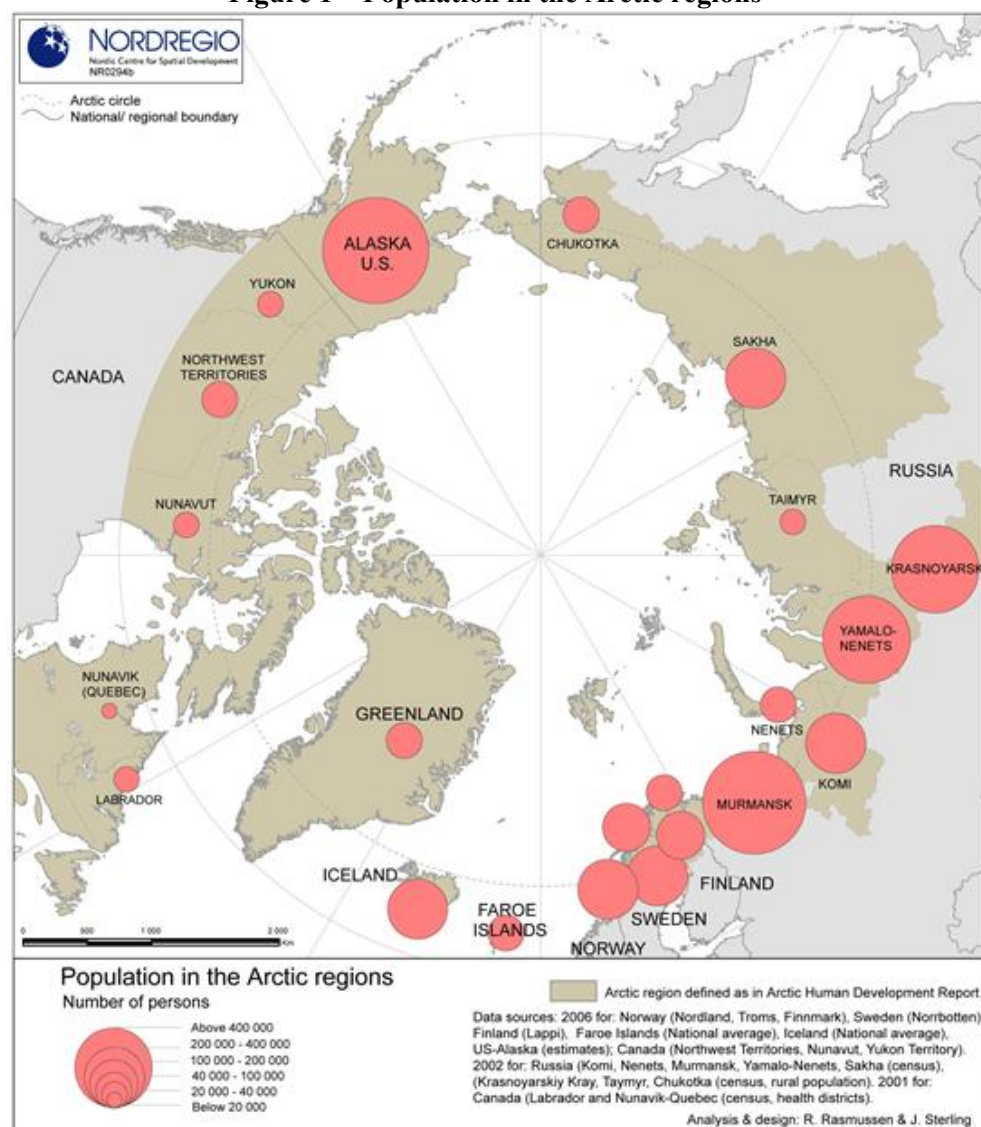 Figure 1 – Population in the Arctic regions
NORDREGIO
Nordic Centre for Spatial Development
NR0294b
Arctic circle
National/ regional boundary
ALASKA
U.S.
CHUKOTKA
YUKON
NORTHWEST
TERRITORIES
CANADA
SAKHA
RUSSIA
NUNAVUT
TAIMYR
KRASNOYARSK
YAMALO-
NENETS
NUNAVIK
(QUEBEC)
GREENLAND
NENETS
KOMI
LABRADOR
MURMANSK
ICELAND
FINLAND
FAROE
ISLANDS
SWEDEN
NORWAY
0 500 1 000 2 000
Km
Population in the Arctic regions
Number of persons
Above 400 000
200 000 - 400 000
100 000 - 200 000
40 000 - 100 000
20 000 - 40 000
Below 20 000
Arctic region defined as in Arctic Human Development Report
Data sources: 2006 for: Norway (Nordland, Troms, Finnmark), Sweden (Norrbotten)
Finland (Lappi), Faroe Islands (National average), Iceland (National average),
US-Alaska (estimates); Canada (Northwest Territories, Nunavut, Yukon Territory).
2002 for: Russia (Komi, Nenets, Murmansk, Yamalo-Nenets, Sakha (census),
(Krasnoyarskiy Kray, Taymyr, Chukotka (census, rural population). 2001 for:
Canada (Labrador and Nunavik-Quebec (census, health districts).
Analysis & design: R. Rasmussen & J. Sterling